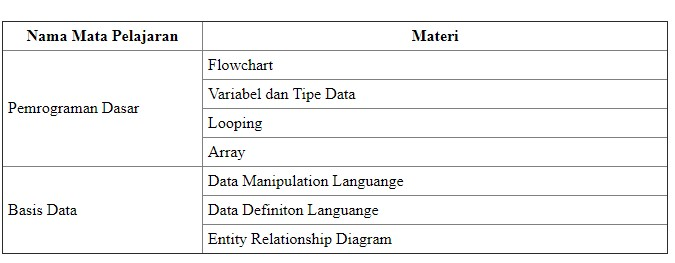 Nama Mata Pelajaran Materi
Pemrograman Dasar
Flowchart
Variabel dan Tipe Data
Looping
Array
Basis Data
Data Manipulation Languange
Data Definiton Languange
Entity Relationship Diagram